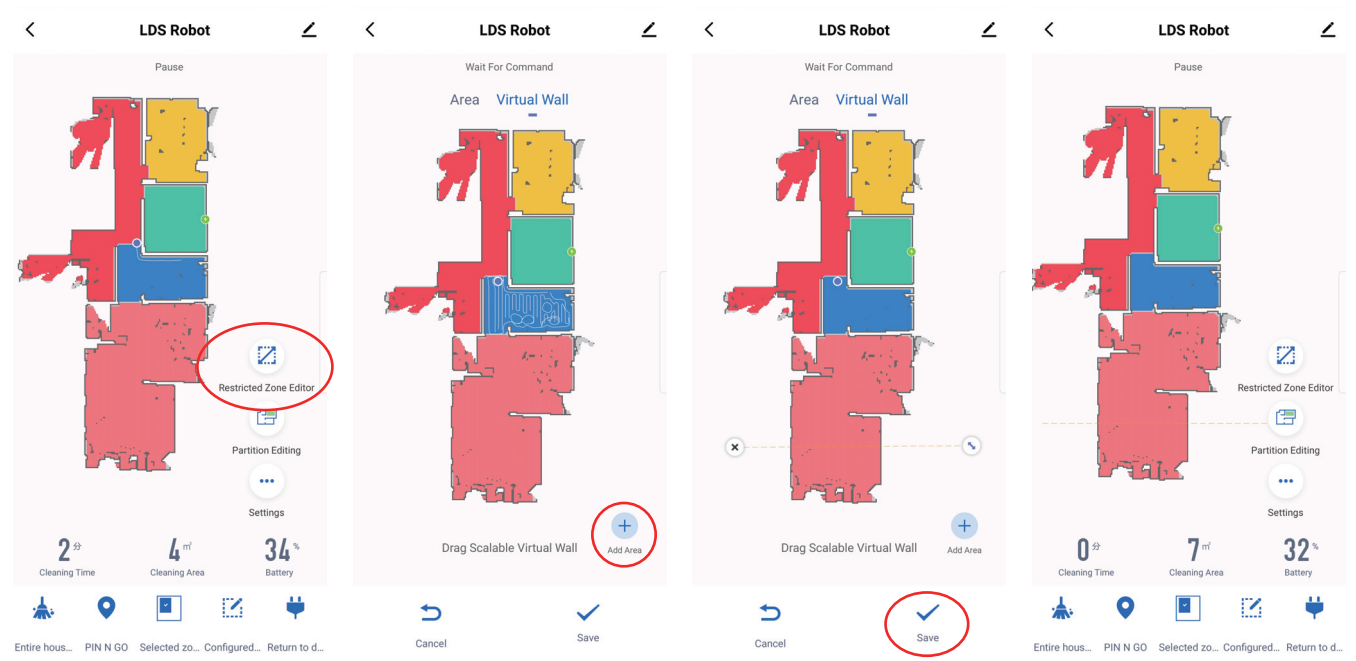 LDS Robot
Pause
Restricted Zone Editor
Partition Editing
Settings
2 分
4 m²
34 %
Cleaning Time
Cleaning Area
Battery
Entire hous...
PIN N GO
Selected zo...
Configured...
Return to d...
LDS Robot
Wait For Command
Area
Virtual Wall
Drag Scalable Virtual Wall
Add Area
Cancel
Save
LDS Robot
Wait For Command
Area
Virtual Wall
Drag Scalable Virtual Wall
Add Area
Cancel
Save
LDS Robot
Pause
Restricted Zone Editor
Partition Editing
Settings
0 分
7 m²
32 %
Cleaning Time
Cleaning Area
Battery
Entire hous...
PIN N GO
Selected zo...
Configured...
Return to d...